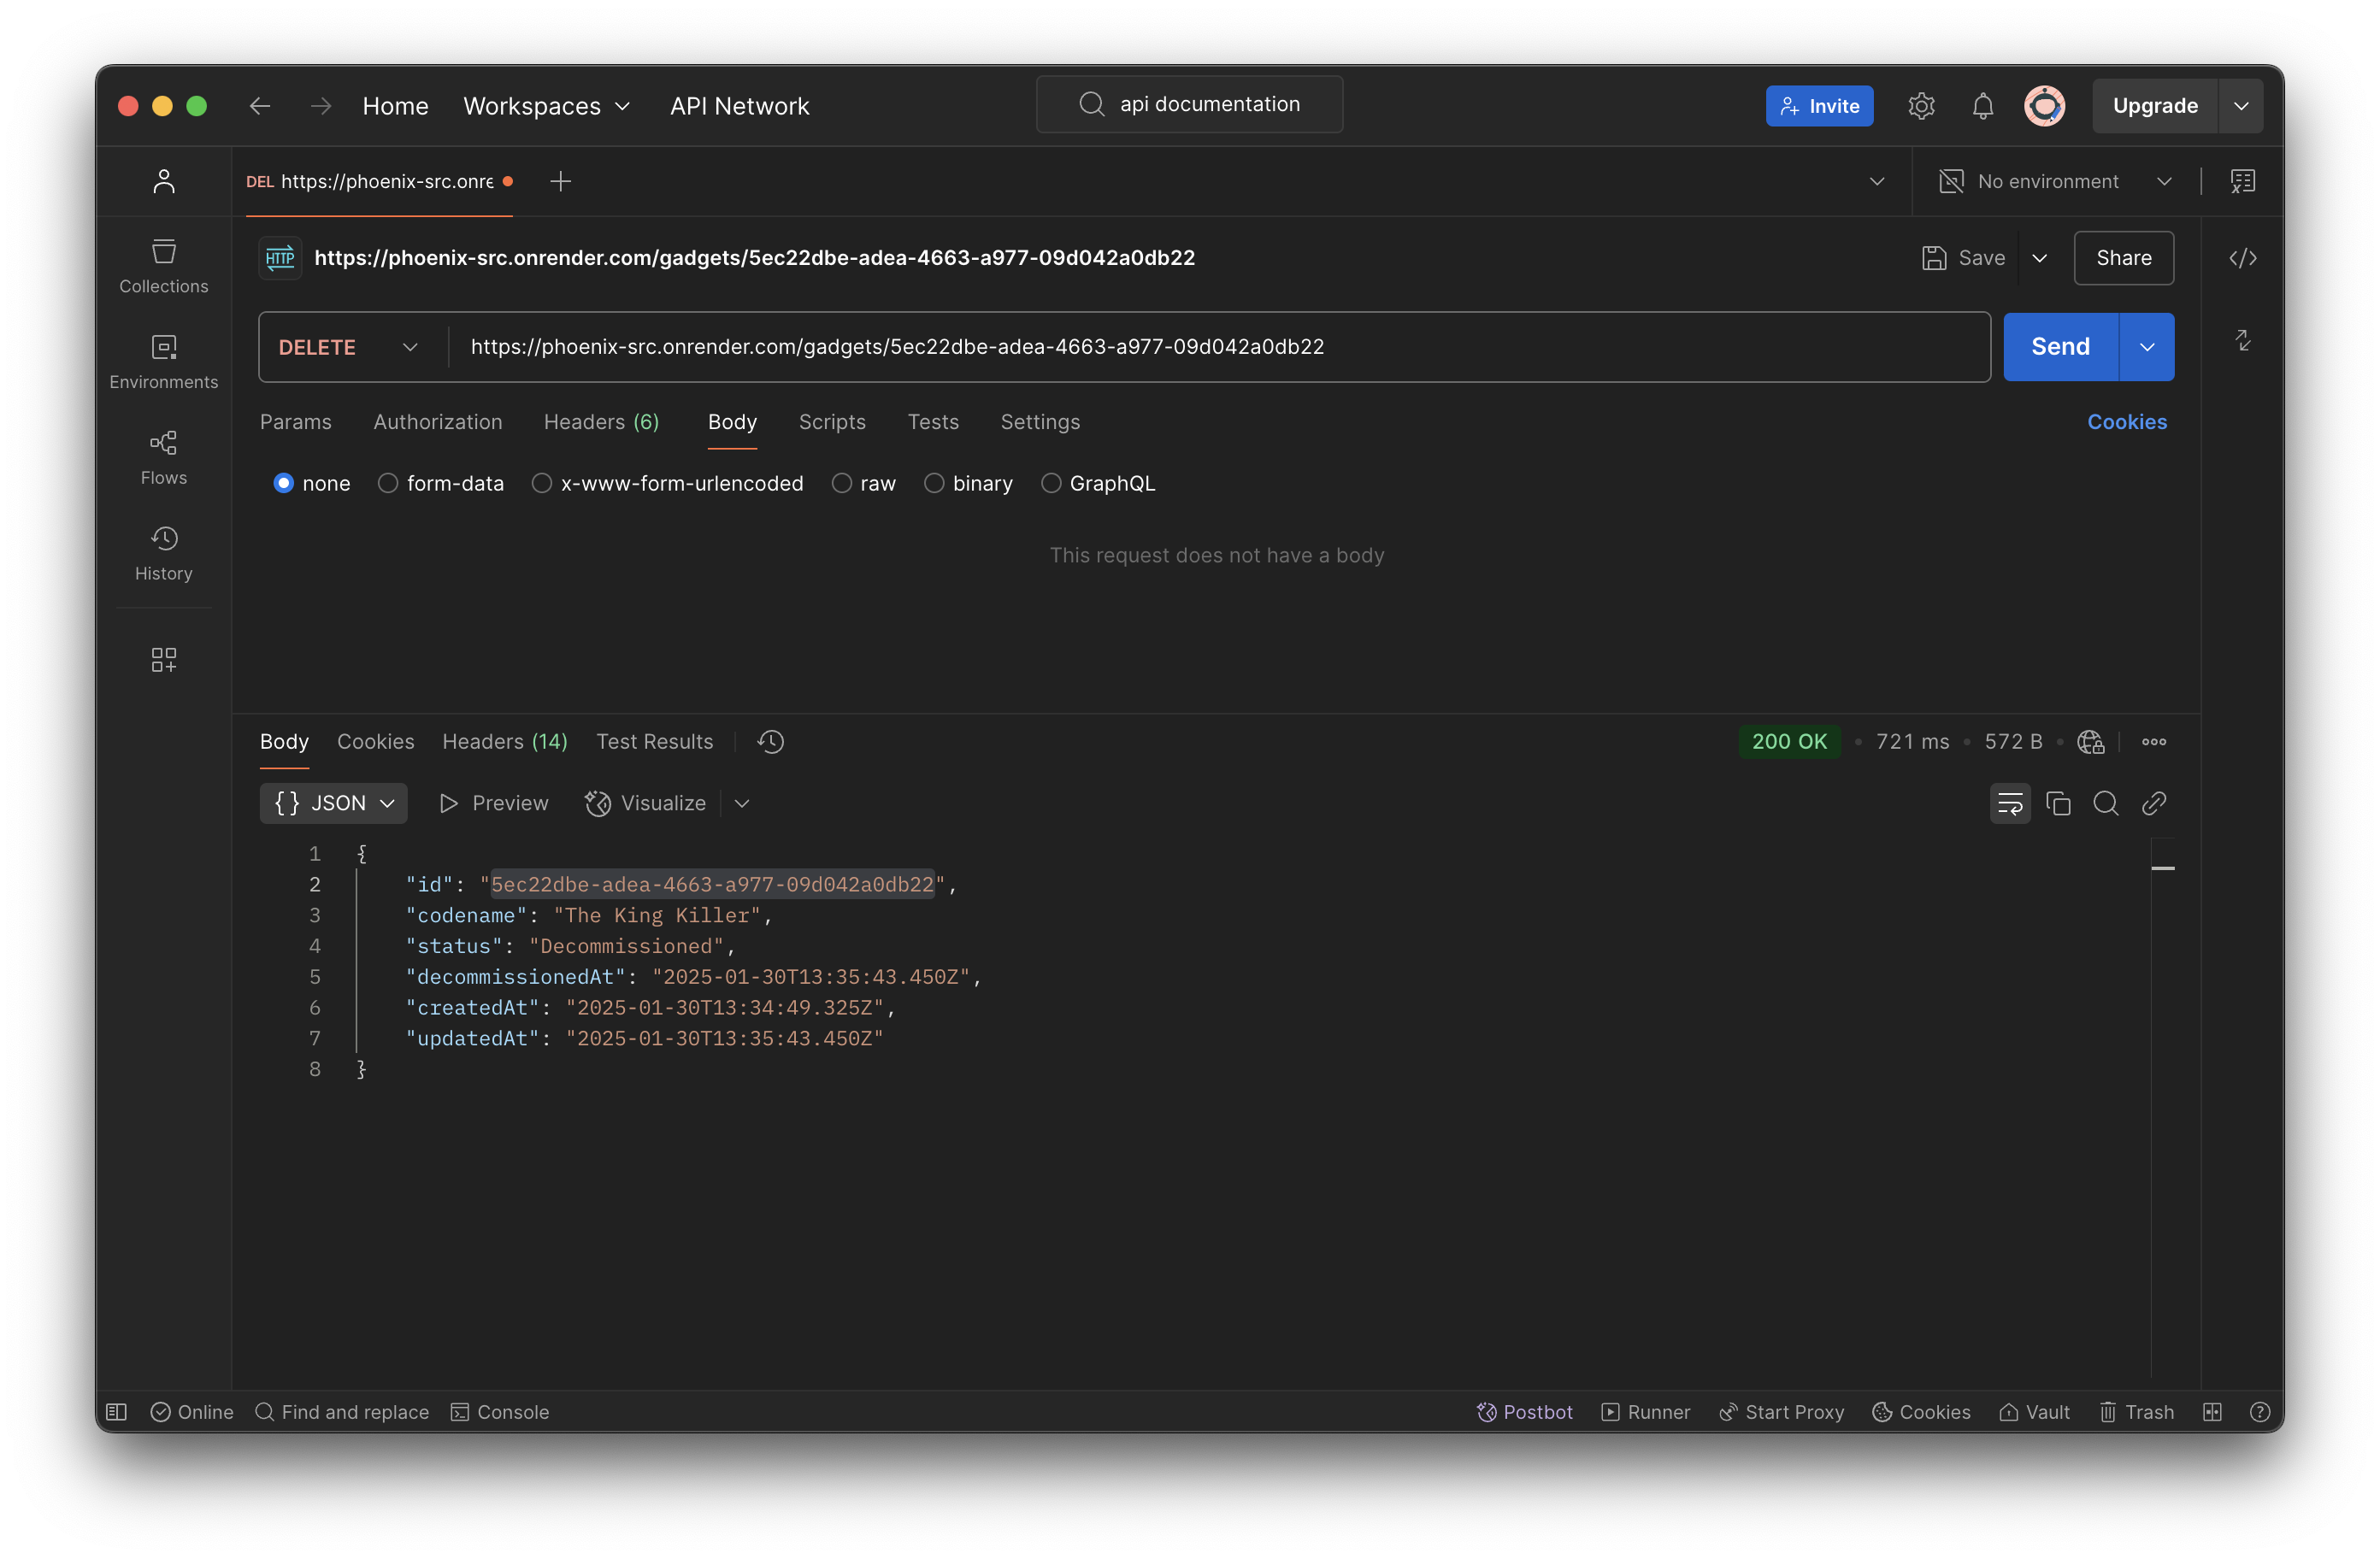 Home Workspaces API Network api documentation Invite Upgrade
DEL https://phoenix-src.onre No environment
HTTP https://phoenix-src.onrender.com/gadgets/5ec22dbe-adea-4663-a977-09d042a0db22 Save Share
DELETE https://phoenix-src.onrender.com/gadgets/5ec22dbe-adea-4663-a977-09d042a0db22 Send
Collections
Environments
Flows
History
Params Authorization Headers (6) Body Scripts Tests Settings Cookies
none form-data x-www-form-urlencoded raw binary GraphQL
This request does not have a body
Body Cookies Headers (14) Test Results 200 OK • 721 ms • 572 B •
{} JSON Preview Visualize
1 {
2 "id": "5ec22dbe-adea-4663-a977-09d042a0db22",
3 "codename": "The King Killer",
4 "status": "Decommissioned",
5 "decommissionedAt": "2025-01-30T13:35:43.450Z",
6 "createdAt": "2025-01-30T13:34:49.325Z",
7 "updatedAt": "2025-01-30T13:35:43.450Z"
8 }
Online Find and replace Console Postbot Runner Start Proxy Cookies Vault Trash